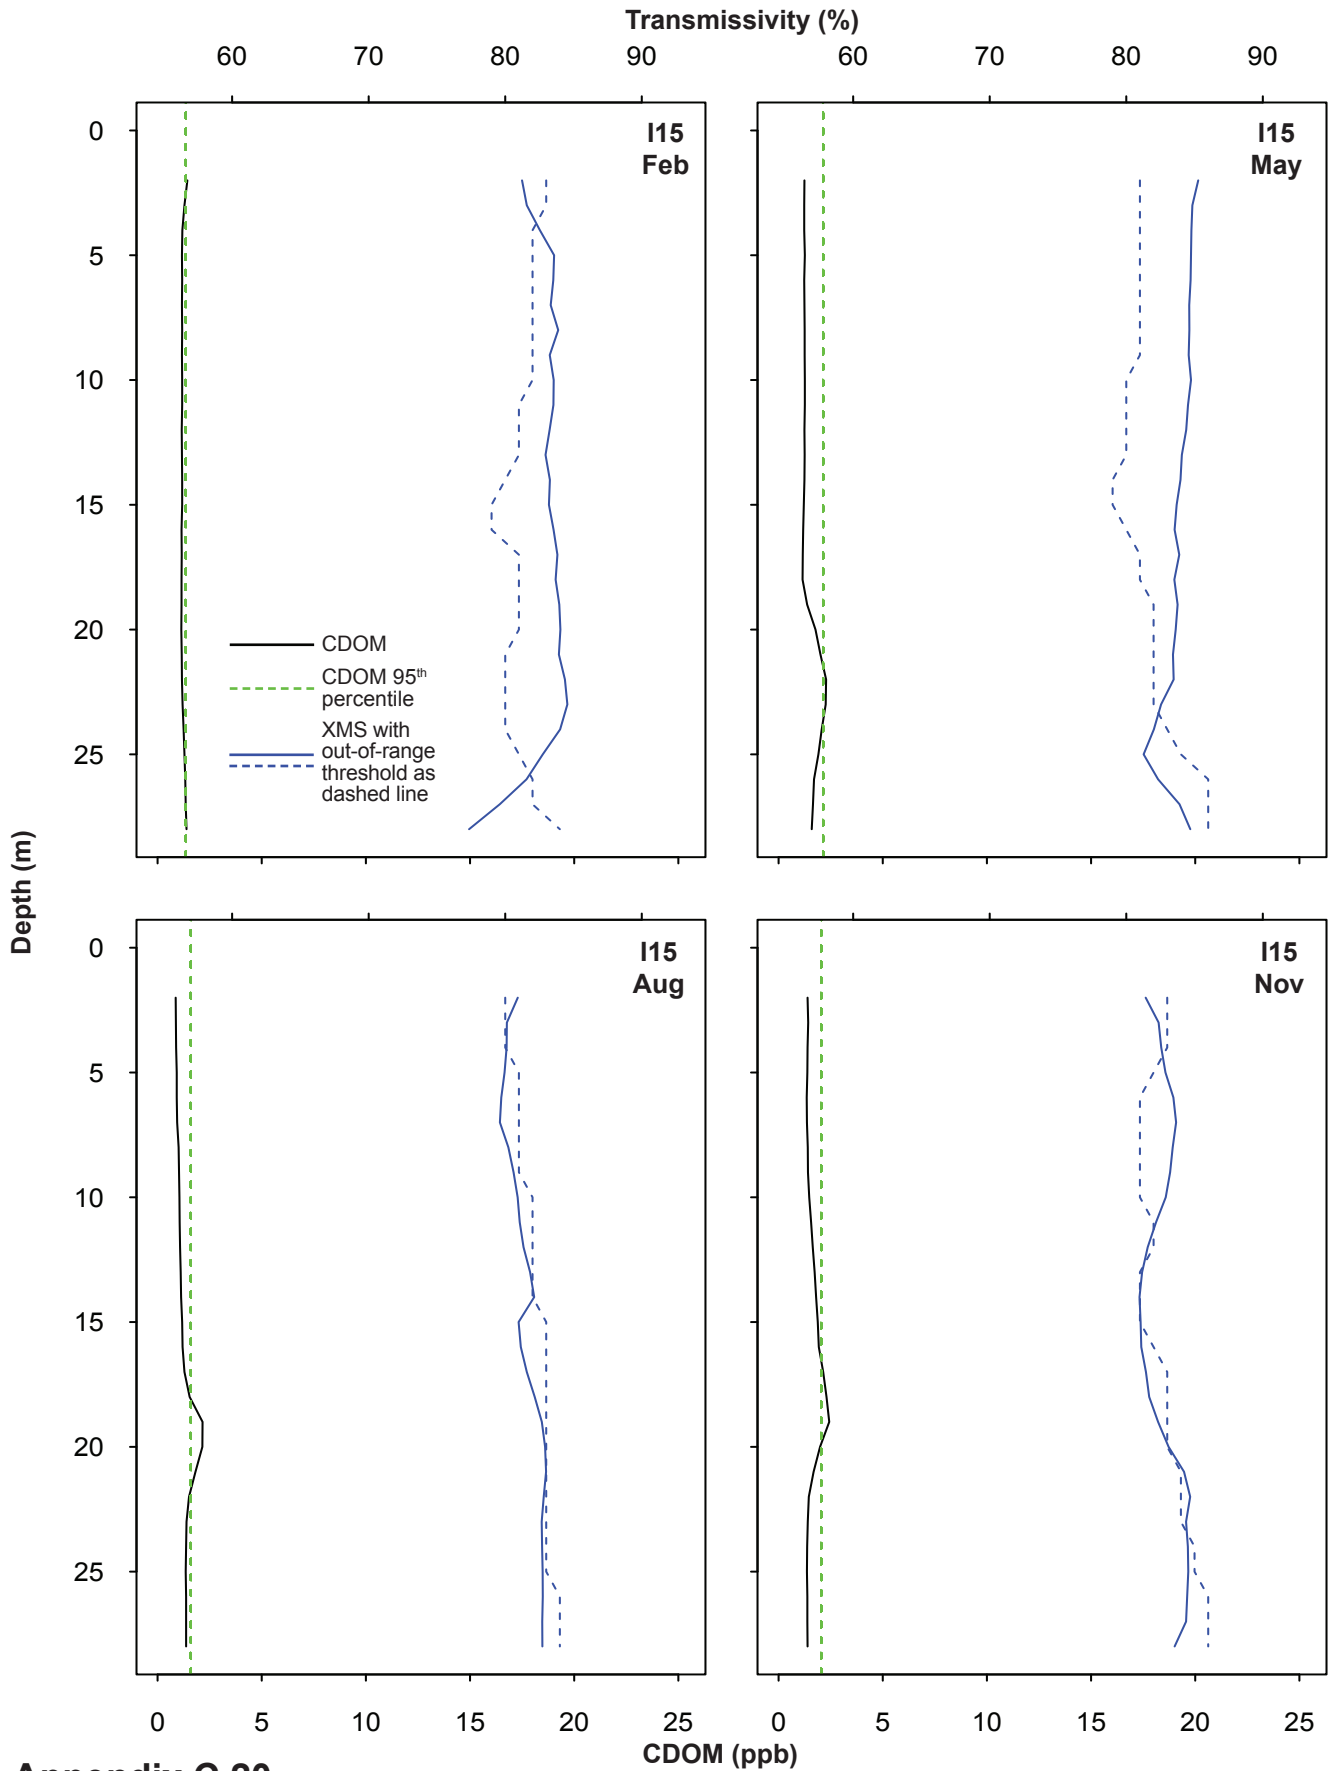 Transmissivity (%)
60 70 80 90 60 70 80 90
I15
Feb
I15
May
0
5
10
15
20
25
CDOM
CDOM 95th
percentile
XMS with
out-of-range
threshold as
dashed line
Depth (m)
I15
Aug
I15
Nov
0
5
10
15
20
25
0 5 10 15 20 25 0 5 10 15 20 25
CDOM (ppb)